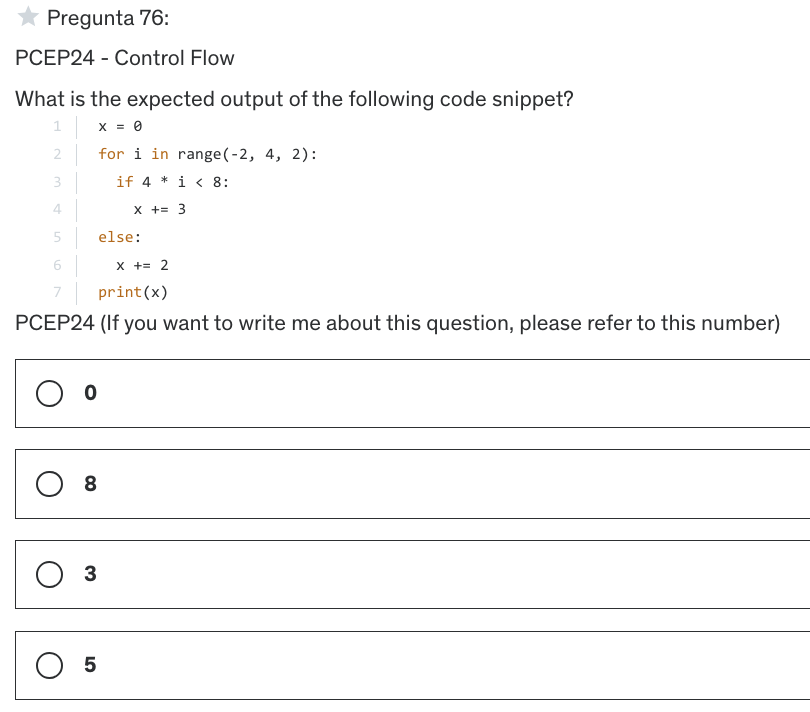 Pregunta 76:
PCEP24 - Control Flow
What is the expected output of the following code snippet?
1 x = 0
2 for i in range(-2, 4, 2):
3 if 4 * i < 8:
4 x += 3
5 else:
6 x += 2
7 print(x)
PCEP24 (If you want to write me about this question, please refer to this number)
0
8
3
5